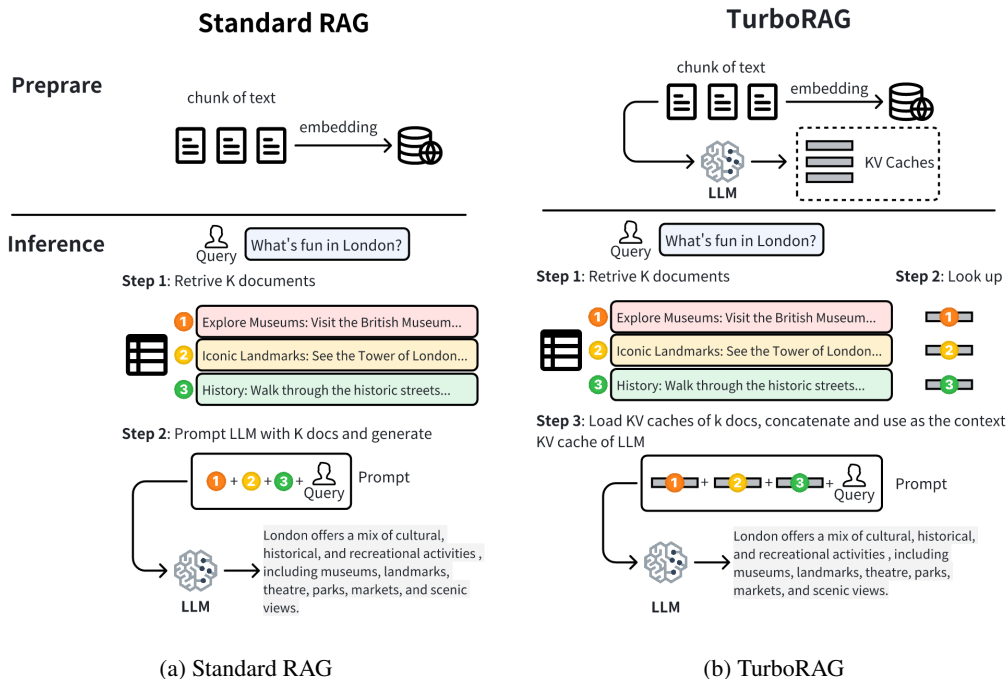 Standard RAG
Preprare
chunk of text
embedding
Inference
Query
What's fun in London?
Step 1: Retrive K documents
1 Explore Museums: Visit the British Museum...
2 Iconic Landmarks: See the Tower of London...
3 History: Walk through the historic streets...
Step 2: Prompt LLM with K docs and generate
1 + 2 + 3 + Query
Prompt
LLM
London offers a mix of cultural,
historical, and recreational activities ,
including museums, landmarks,
theatre, parks, markets, and scenic
views.
(a) Standard RAG
TurboRAG
chunk of text
embedding
LLM
KV Caches
Query
What's fun in London?
Step 1: Retrive K documents
Step 2: Look up
1 Explore Museums: Visit the British Museum... 1
2 Iconic Landmarks: See the Tower of London... 2
3 History: Walk through the historic streets... 3
Step 3: Load KV caches of k docs, concatenate and use as the context
KV cache of LLM
1 + 2 + 3 + Query
Prompt
LLM
London offers a mix of cultural, historical,
and recreational activities , including
museums, landmarks, theatre, parks,
markets, and scenic views.
(b) TurboRAG